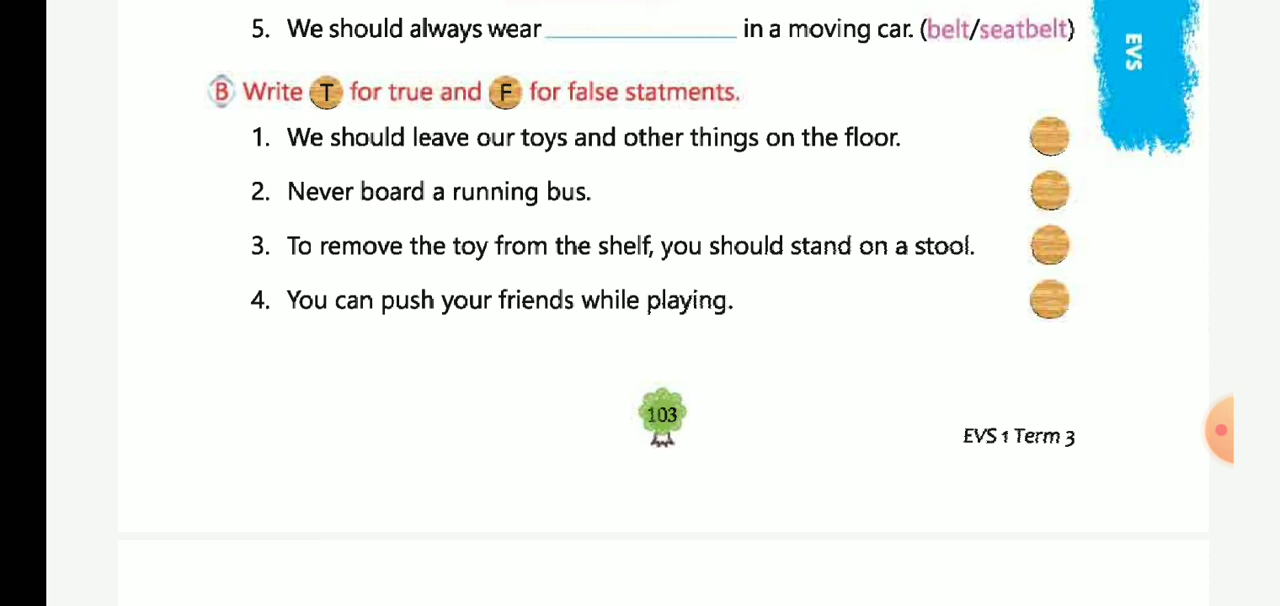 5. We should always wear ____________ in a moving car. (belt/seatbelt)
EVS
B Write T for true and F for false statments.
1. We should leave our toys and other things on the floor.
2. Never board a running bus.
3. To remove the toy from the shelf, you should stand on a stool.
4. You can push your friends while playing.
103
EVS 1 Term 3